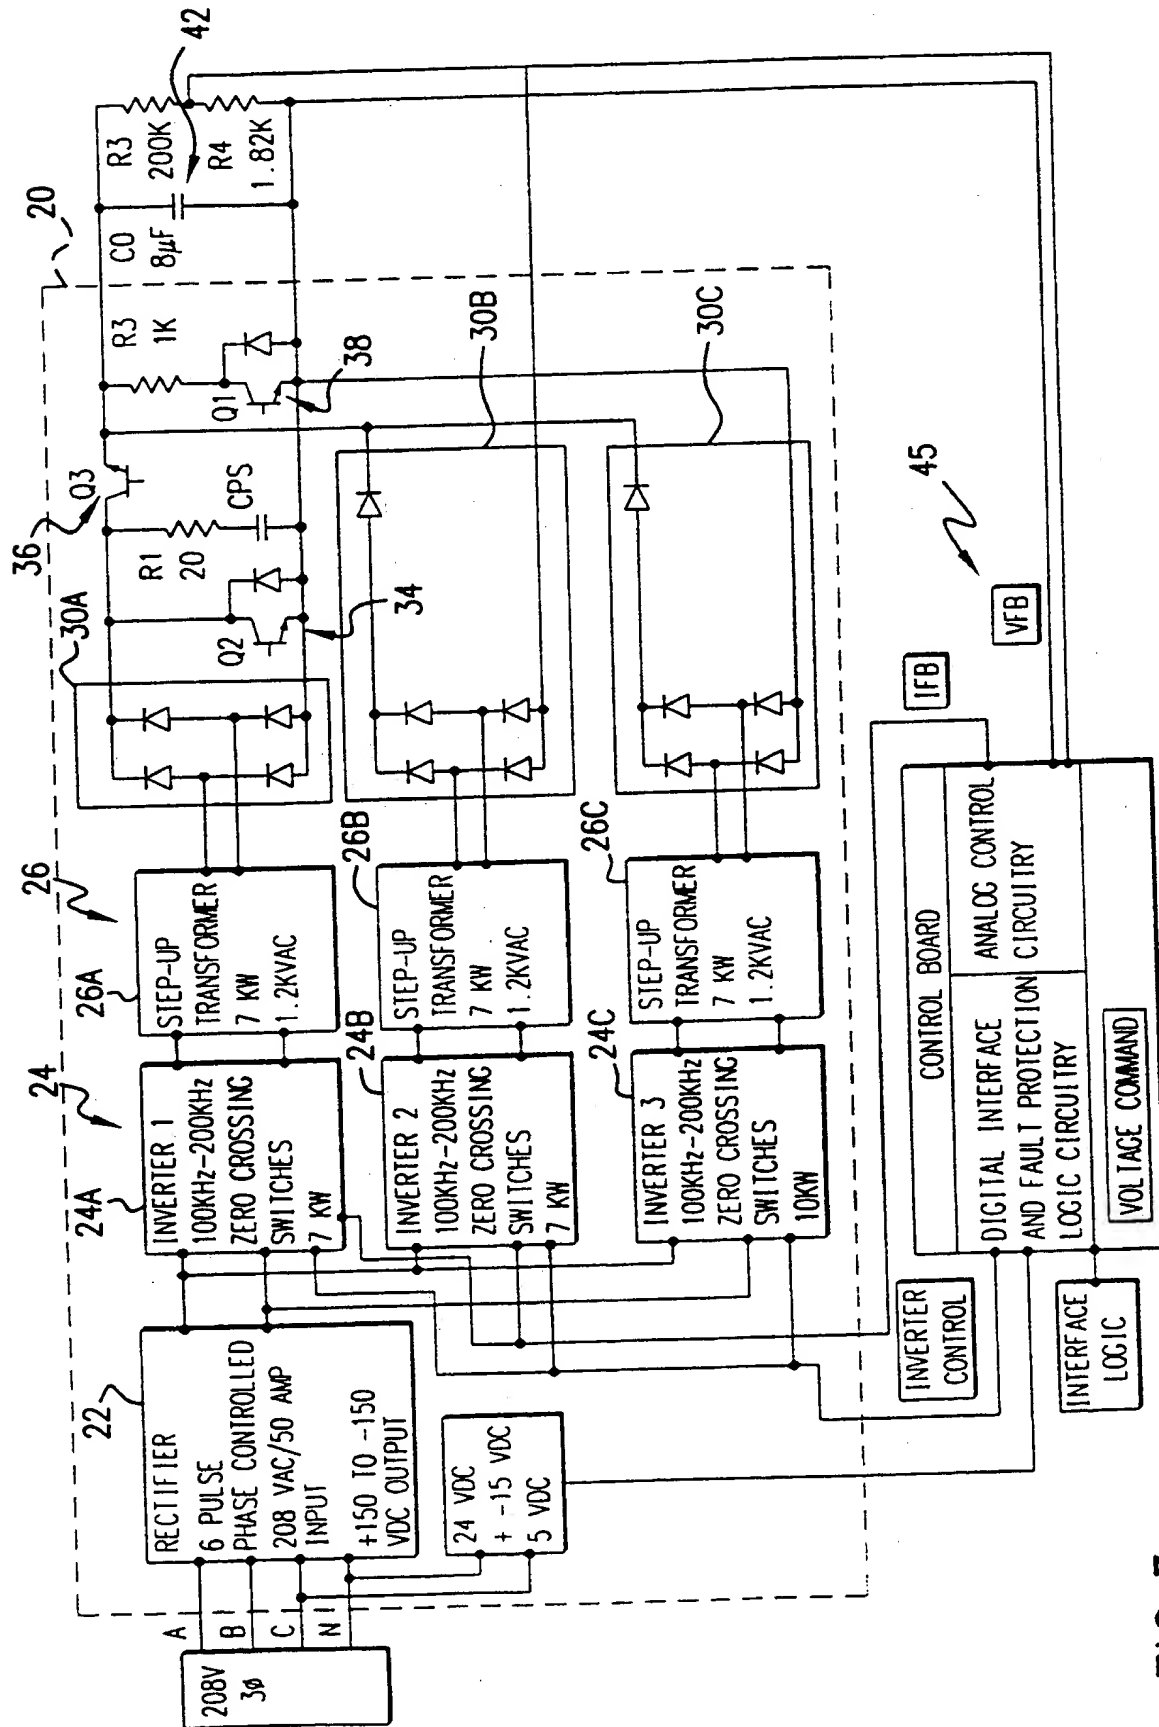 208V
3ø
A
B
C
N
RECTIFIER
6 PULSE
PHASE CONTROLLED
208 VAC/50 AMP
INPUT
+150 TO -150
VDC OUTPUT
22
24 VDC
+ -15 VDC
5 VDC
24
24A
INVERTER 1
100KHz-200KHz
ZERO CROSSING
SWITCHES
7 KW
24B
INVERTER 2
100KHz-200KHz
ZERO CROSSING
SWITCHES
7 KW
24C
INVERTER 3
100KHz-200KHz
ZERO CROSSING
SWITCHES
10KW
26
26A
STEP-UP
TRANSFORMER
7 KW
1.2KVAC
26B
STEP-UP
TRANSFORMER
7 KW
1.2KVAC
26C
STEP-UP
TRANSFORMER
7 KW
1.2KVAC
30A
36
Q3
R1
20
CPS
Q2
34
R3
1K
Q1
38
30B
30C
20
C0
8µF
R3
200K
R4
1.82K
42
45
VFB
IFB
CONTROL BOARD
DIGITAL INTERFACE
AND FAULT PROTECTION
LOGIC CIRCUITRY
ANALOG CONTROL
CIRCUITRY
VOLTAGE COMMAND
INVERTER
CONTROL
INTERFACE
LOGIC